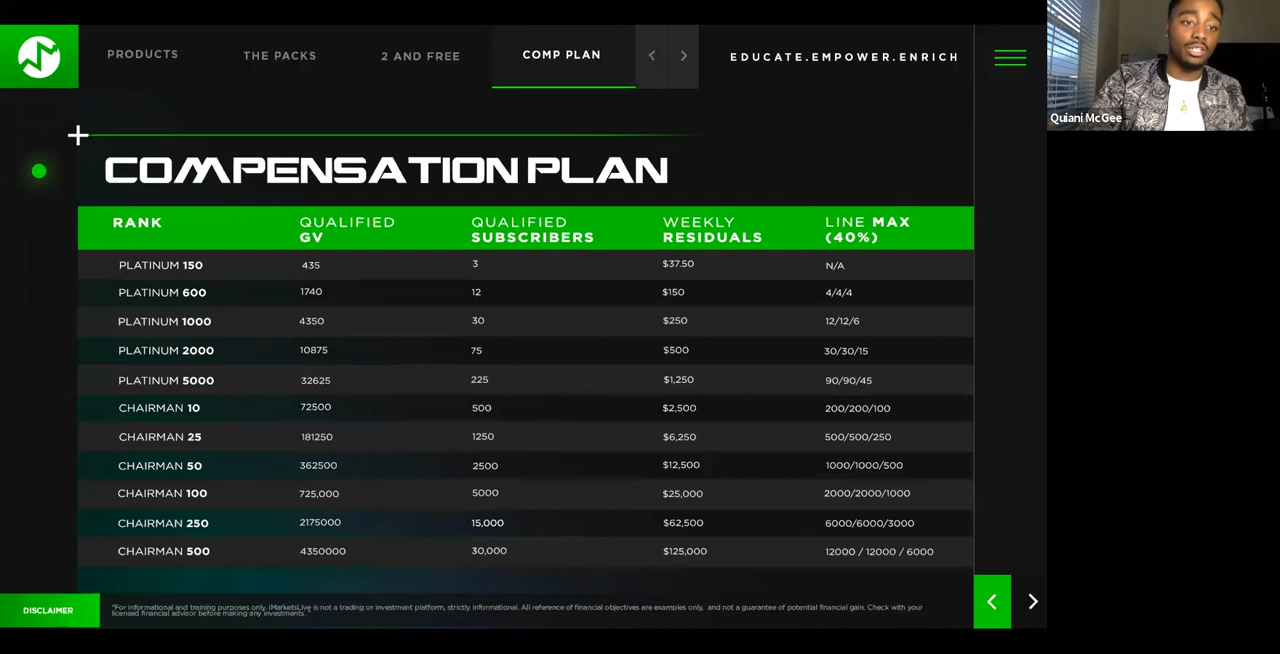 PRODUCTS THE PACKS 2 AND FREE COMP PLAN < > EDUCATE.EMPOWER.ENRICH
Quiani McGee
COMPENSATION PLAN
RANK QUALIFIED GV QUALIFIED SUBSCRIBERS WEEKLY RESIDUALS LINE MAX (40%)
PLATINUM 150 435 3 $37.50 N/A
PLATINUM 600 1740 12 $150 4/4/4
PLATINUM 1000 4350 30 $250 12/12/6
PLATINUM 2000 10875 75 $500 30/30/15
PLATINUM 5000 32625 225 $1,250 90/90/45
CHAIRMAN 10 72500 500 $2,500 200/200/100
CHAIRMAN 25 181250 1250 $6,250 500/500/250
CHAIRMAN 50 362500 2500 $12,500 1000/1000/500
CHAIRMAN 100 725,000 5000 $25,000 2000/2000/1000
CHAIRMAN 250 2175000 15,000 $62,500 6000/6000/3000
CHAIRMAN 500 4350000 30,000 $125,000 12000 / 12000 / 6000
DISCLAIMER
"For informational and training purposes only. iMarketsLive is not a trading or investment platform, strictly informational. All reference of financial objectives are examples only, and not a guarantee of potential financial gain. Check with your
licensed financial advisor before making any investments."